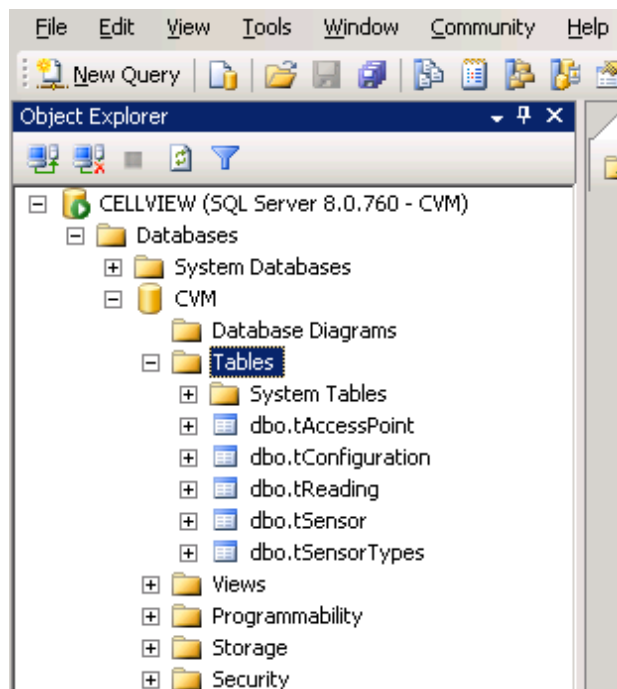 File Edit View Tools Window Community Help
New Query
Object Explorer
CELLVIEW (SQL Server 8.0.760 - CVM)
Databases
System Databases
CVM
Database Diagrams
Tables
System Tables
dbo.tAccessPoint
dbo.tConfiguration
dbo.tReading
dbo.tSensor
dbo.tSensorTypes
Views
Programmability
Storage
Security